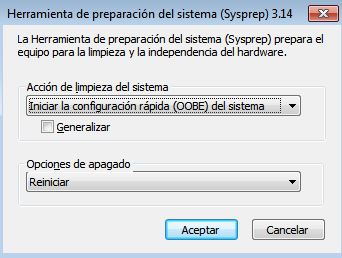 Herramienta de preparación del sistema (Sysprep) 3.14
La Herramienta de preparación del sistema (Sysprep) prepara el
equipo para la limpieza y la independencia del hardware.
Acción de limpieza del sistema
Iniciar la configuración rápida (OOBE) del sistema
Generalizar
Opciones de apagado
Reiniciar
Aceptar
Cancelar